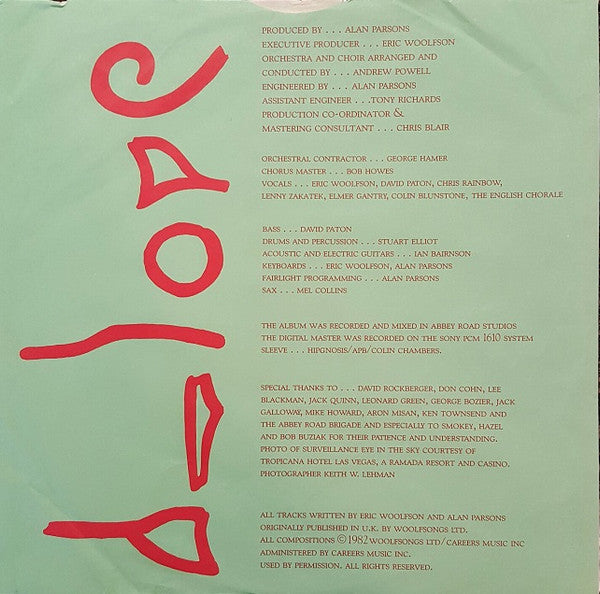 PRODUCED BY . . . ALAN PARSONS
EXECUTIVE PRODUCER . . . ERIC WOOLFSON
ORCHESTRA AND CHOIR ARRANGED AND
CONDUCTED BY . . . ANDREW POWELL
ENGINEERED BY . . . ALAN PARSONS
ASSISTANT ENGINEER . . .TONY RICHARDS
PRODUCTION CO-ORDINATOR &
MASTERING CONSULTANT . . . CHRIS BLAIR
ORCHESTRAL CONTRACTOR . . . GEORGE HAMER
CHORUS MASTER . . . BOB HOWES
VOCALS . . . ERIC WOOLFSON, DAVID PATON, CHRIS RAINBOW,
LENNY ZAKATEK, ELMER GANTRY, COLIN BLUNSTONE, THE ENGLISH CHORALE
BASS . . . DAVID PATON
DRUMS AND PERCUSSION . . . STUART ELLIOT
ACOUSTIC AND ELECTRIC GUITARS . . . IAN BAIRNSON
KEYBOARDS . . . ERIC WOOLFSON, ALAN PARSONS
FAIRLIGHT PROGRAMMING . . . ALAN PARSONS
SAX . . . MEL COLLINS
THE ALBUM WAS RECORDED AND MIXED IN ABBEY ROAD STUDIOS
THE DIGITAL MASTER WAS RECORDED ON THE SONY PCM 1610 SYSTEM
SLEEVE . . . HIPGNOSIS/APB/COLIN CHAMBERS.
SPECIAL THANKS TO . . . DAVID ROCKBERGER, DON COHN, LEE
BLACKMAN, JACK QUINN, LEONARD GREEN, GEORGE BOZIER, JACK
GALLOWAY, MIKE HOWARD, ARON MISAN, KEN TOWNSEND AND
THE ABBEY ROAD BRIGADE AND ESPECIALLY TO SMOKEY, HAZEL
AND BOB BUZIAK FOR THEIR PATIENCE AND UNDERSTANDING.
PHOTO OF SURVEILLANCE EYE IN THE SKY COURTESY OF
TROPICANA HOTEL LAS VEGAS, A RAMADA RESORT AND CASINO.
PHOTOGRAPHER KEITH W. LEHMAN
ALL TRACKS WRITTEN BY ERIC WOOLFSON AND ALAN PARSONS
ORIGINALLY PUBLISHED IN U.K. BY WOOLFSONGS LTD.
ALL COMPOSITIONS ©1982 WOOLFSONGS LTD/CAREERS MUSIC INC
ADMINISTERED BY CAREERS MUSIC INC.
USED BY PERMISSION. ALL RIGHTS RESERVED.